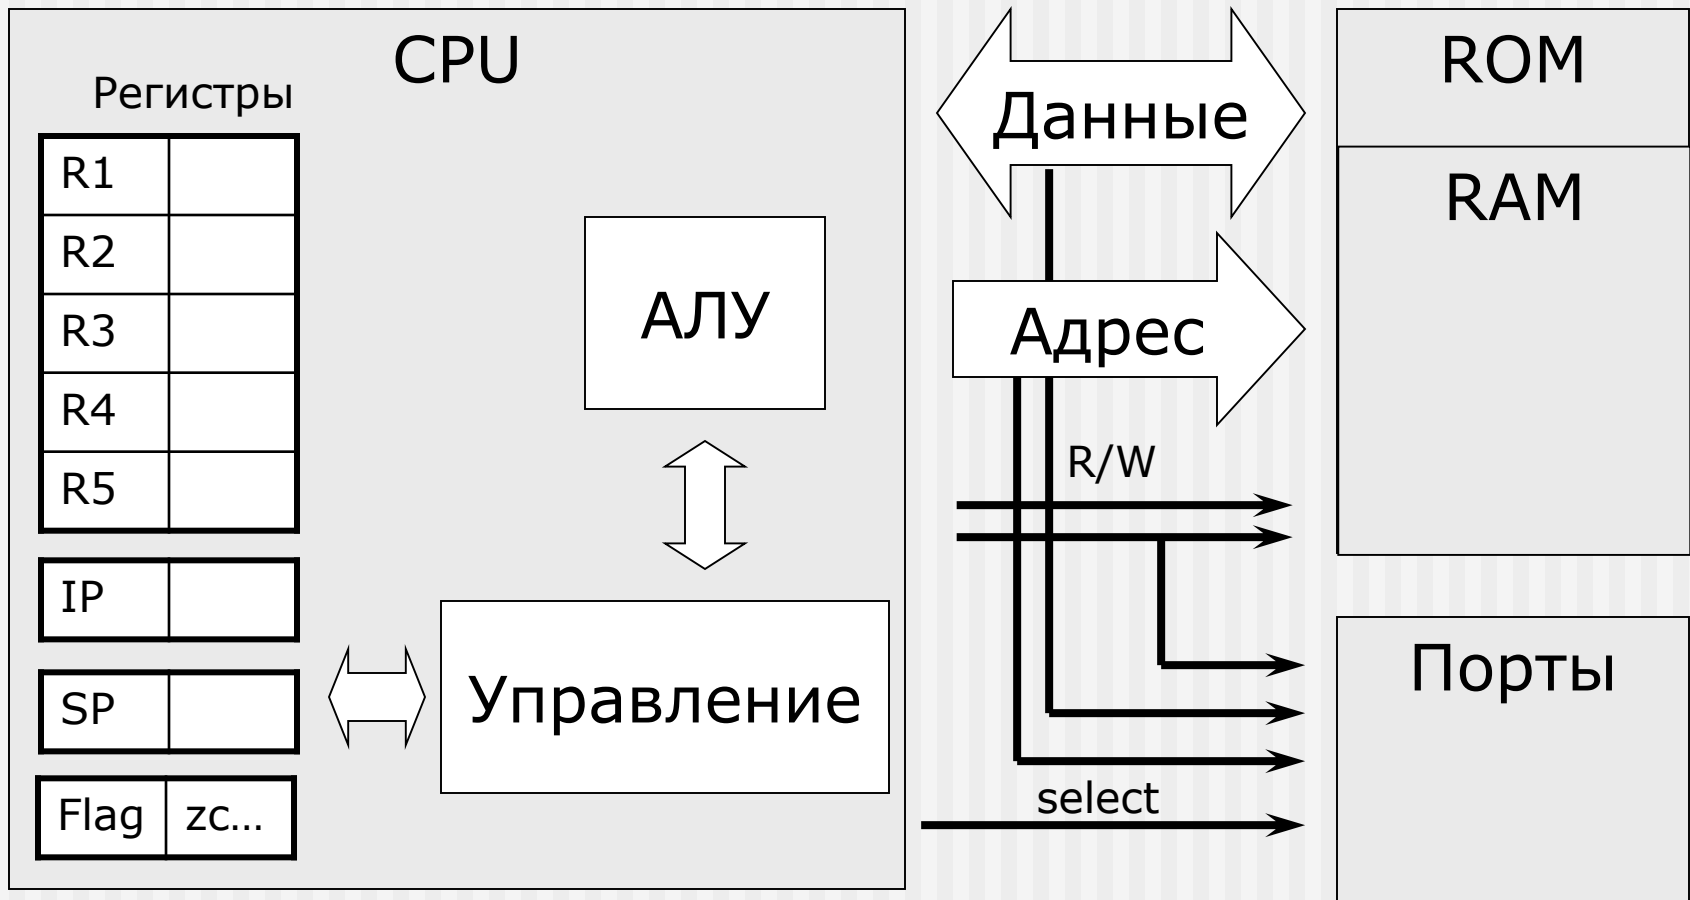 CPU
Регистры
R1
R2
R3
R4
R5
IP
SP
Flag zc...
АЛУ
Управление
Данные
Адрес
R/W
select
ROM
RAM
Порты